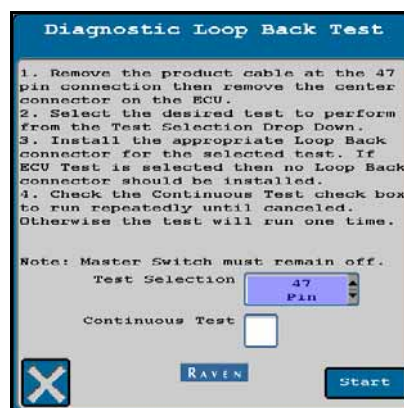 Diagnostic Loop Back Test
1. Remove the product cable at the 47
pin connection then remove the center
connector on the ECU.
2. Select the desired test to perform
from the Test Selection Drop Down.
3. Install the appropriate Loop Back
connector for the selected test. If
ECU Test is selected then no Loop Back
connector should be installed.
4. Check the Continuous Test check box
to run repeatedly until canceled.
Otherwise the test will run one time.
Note: Master Switch must remain off.
Test Selection
47
Pin
Continuous Test
RAVEN
Start